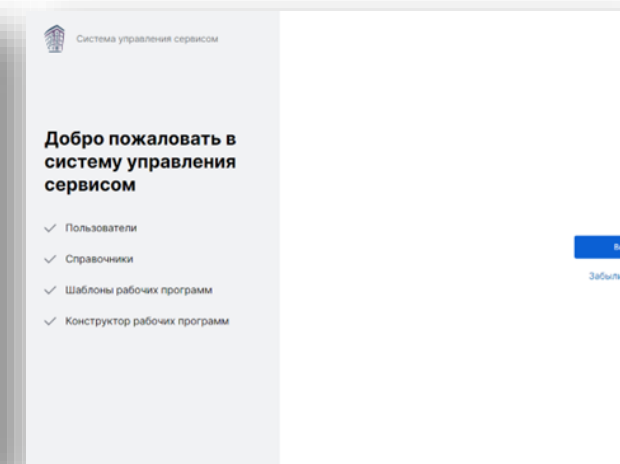 Система управления сервисом
Добро пожаловать в
систему управления
сервисом
Пользователи
Справочники
Шаблоны рабочих программ
Конструктор рабочих программ